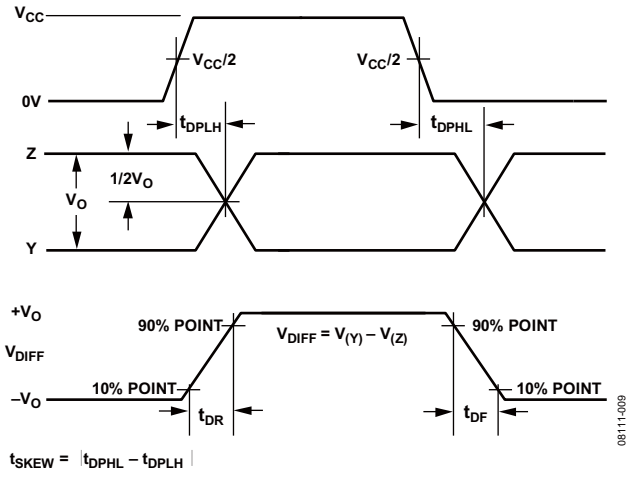 VCC
VCC/2 VCC/2
0V
tDPLH tDPHL
Z
1/2VO
VO
Y
+VO
90% POINT VDIFF = V(Y) – V(Z) 90% POINT
VDIFF
10% POINT 10% POINT
–VO
tDR tDF
tSKEW = |tDPHL – tDPLH|
08111-009